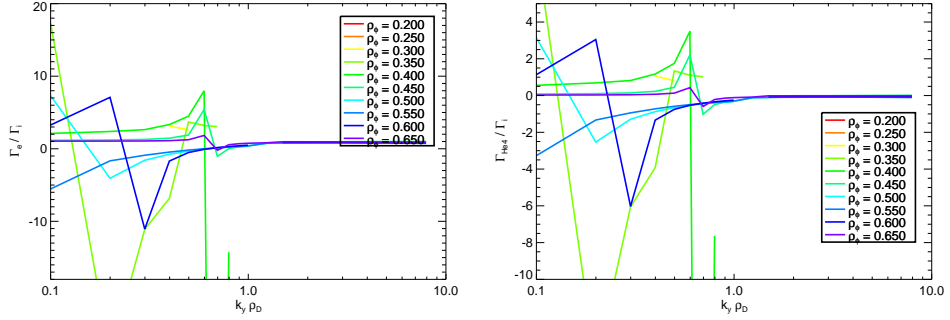 20
10
0
-10
Γe / Γi
0.1
1.0
10.0
ky ρD
ρϕ = 0.200
ρϕ = 0.250
ρϕ = 0.300
ρϕ = 0.350
ρϕ = 0.400
ρϕ = 0.450
ρϕ = 0.500
ρϕ = 0.550
ρϕ = 0.600
ρϕ = 0.650
4
2
0
-2
-4
-6
-8
-10
ΓHe4 / Γi
0.1
1.0
10.0
ky ρD
ρϕ = 0.200
ρϕ = 0.250
ρϕ = 0.300
ρϕ = 0.350
ρϕ = 0.400
ρϕ = 0.450
ρϕ = 0.500
ρϕ = 0.550
ρϕ = 0.600
ρϕ = 0.650